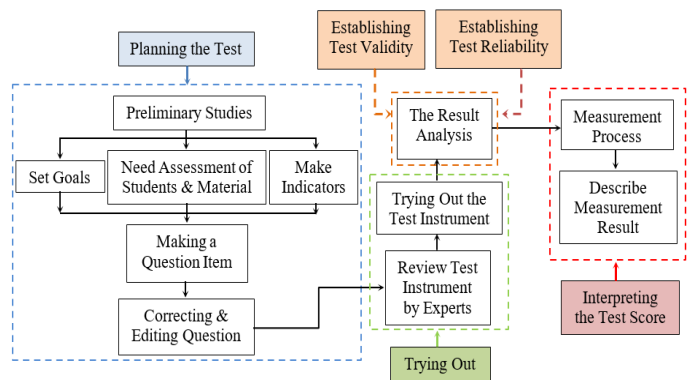 Planning the Test
Establishing
Test Validity
Establishing
Test Reliability
Preliminary Studies
Set Goals
Need Assessment of
Students & Material
Make
Indicators
Making a
Question Item
Correcting &
Editing Question
The Result
Analysis
Trying Out the
Test Instrument
Review Test
Instrument
by Experts
Trying Out
Measurement
Process
Describe
Measurement
Result
Interpreting
the Test Score